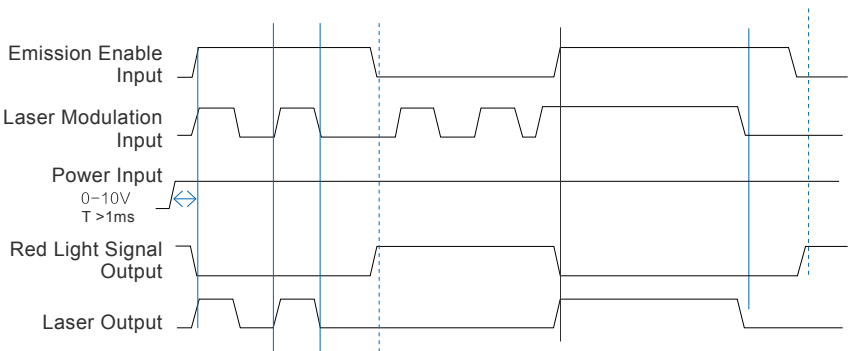 Emission Enable
Input
Laser Modulation
Input
Power Input
0-10V
T >1ms
Red Light Signal
Output
Laser Output